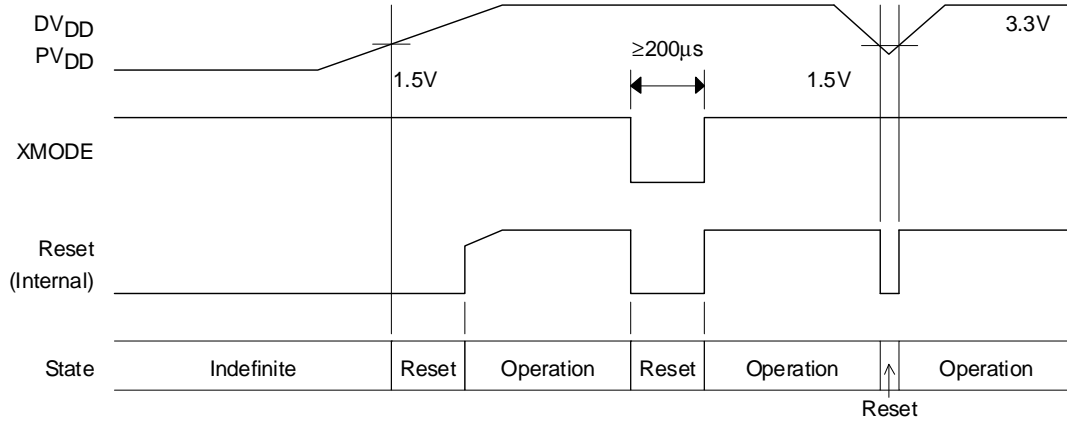 DVDD
PVDD
3.3V
≥200µs
1.5V
1.5V
XMODE
Reset
(Internal)
State
Indefinite
Reset
Operation
Reset
Operation
Operation
Reset